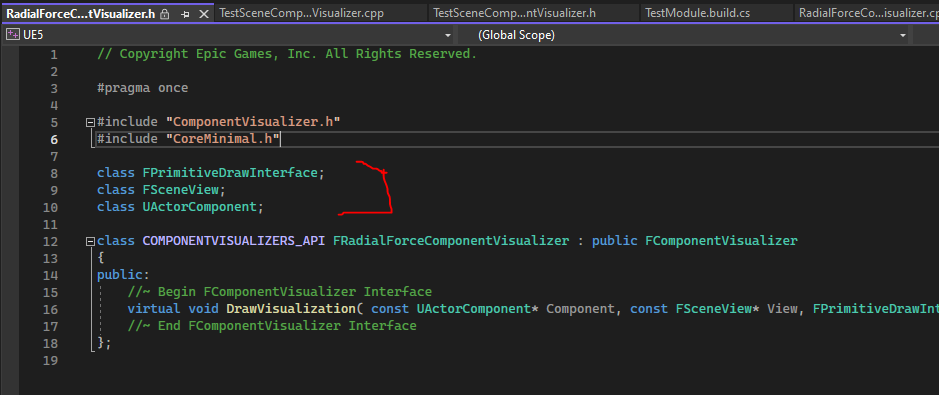 RadialForceC...tVisualizer.h
TestSceneComp...Visualizer.cpp
TestSceneComp...ntVisualizer.h
TestModule.build.cs
RadialForceCo...isualizer.cp
UE5
(Global Scope)
1 // Copyright Epic Games, Inc. All Rights Reserved.
2
3 #pragma once
4
5 #include "ComponentVisualizer.h"
6 #include "CoreMinimal.h"
7
8 class FPrimitiveDrawInterface;
9 class FSceneView;
10 class UActorComponent;
11
12 class COMPONENTVISUALIZERS_API FRadialForceComponentVisualizer : public FComponentVisualizer
13 {
14 public:
15 //~ Begin FComponentVisualizer Interface
16 virtual void DrawVisualization( const UActorComponent* Component, const FSceneView* View, FPrimitiveDrawInt
17 //~ End FComponentVisualizer Interface
18 };
19